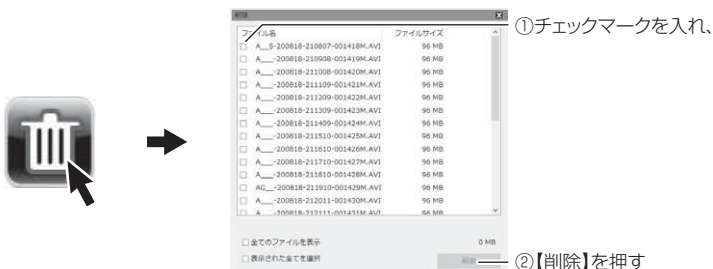 削除
ファイル名 ファイルサイズ
A__S-200818-210807-001418M.AVI 96 MB
A___-200818-210908-001419M.AVI 96 MB
A___-200818-211008-001420M.AVI 96 MB
A___-200818-211109-001421M.AVI 96 MB
A___-200818-211209-001422M.AVI 96 MB
A___-200818-211309-001423M.AVI 96 MB
A___-200818-211409-001424M.AVI 96 MB
A___-200818-211510-001425M.AVI 96 MB
A___-200818-211610-001426M.AVI 96 MB
A___-200818-211710-001427M.AVI 96 MB
A___-200818-211810-001428M.AVI 96 MB
AG__-200818-211910-001429M.AVI 96 MB
A___-200818-212011-001430M.AVI 96 MB
A___-200818-212111-001431M.AVI 96 MB
全てのファイルを表示 0 MB
表示された全てを選択 削除
①チェックマークを入れ、
②【削除】を押す